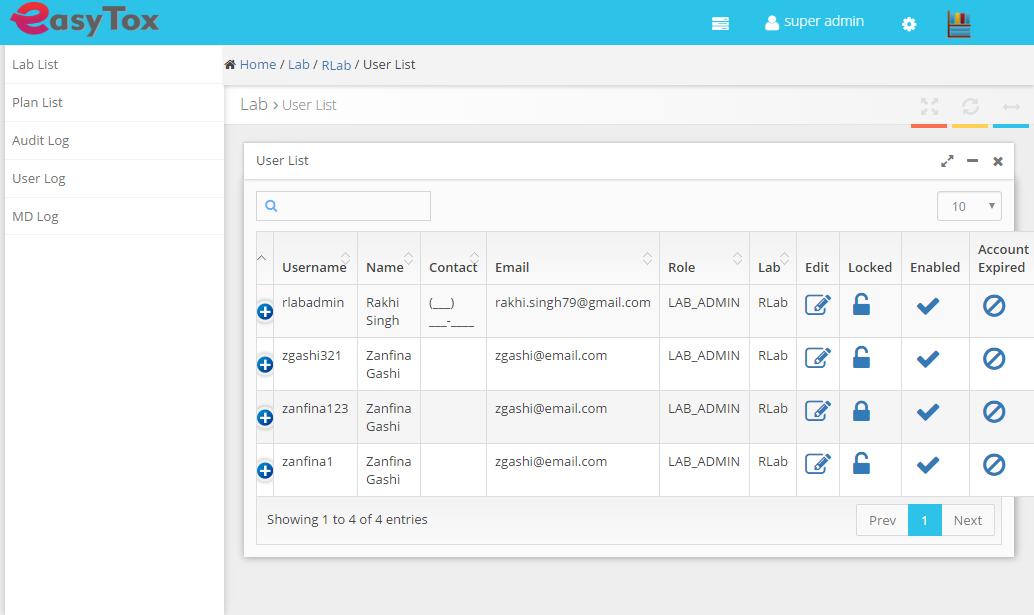 easyTox
super admin
Lab List
Plan List
Audit Log
User Log
MD Log
Home / Lab / RLab / User List
Lab > User List
User List
10
Username Name Contact Email Role Lab Edit Locked Enabled Account Expired
rlabadmin Rakhi Singh (___) ___-____ rakhi.singh79@gmail.com LAB_ADMIN RLab
zgashi321 Zanfina Gashi zgashi@email.com LAB_ADMIN RLab
zanfina123 Zanfina Gashi zgashi@email.com LAB_ADMIN RLab
zanfina1 Zanfina Gashi zgashi@email.com LAB_ADMIN RLab
Showing 1 to 4 of 4 entries
Prev 1 Next